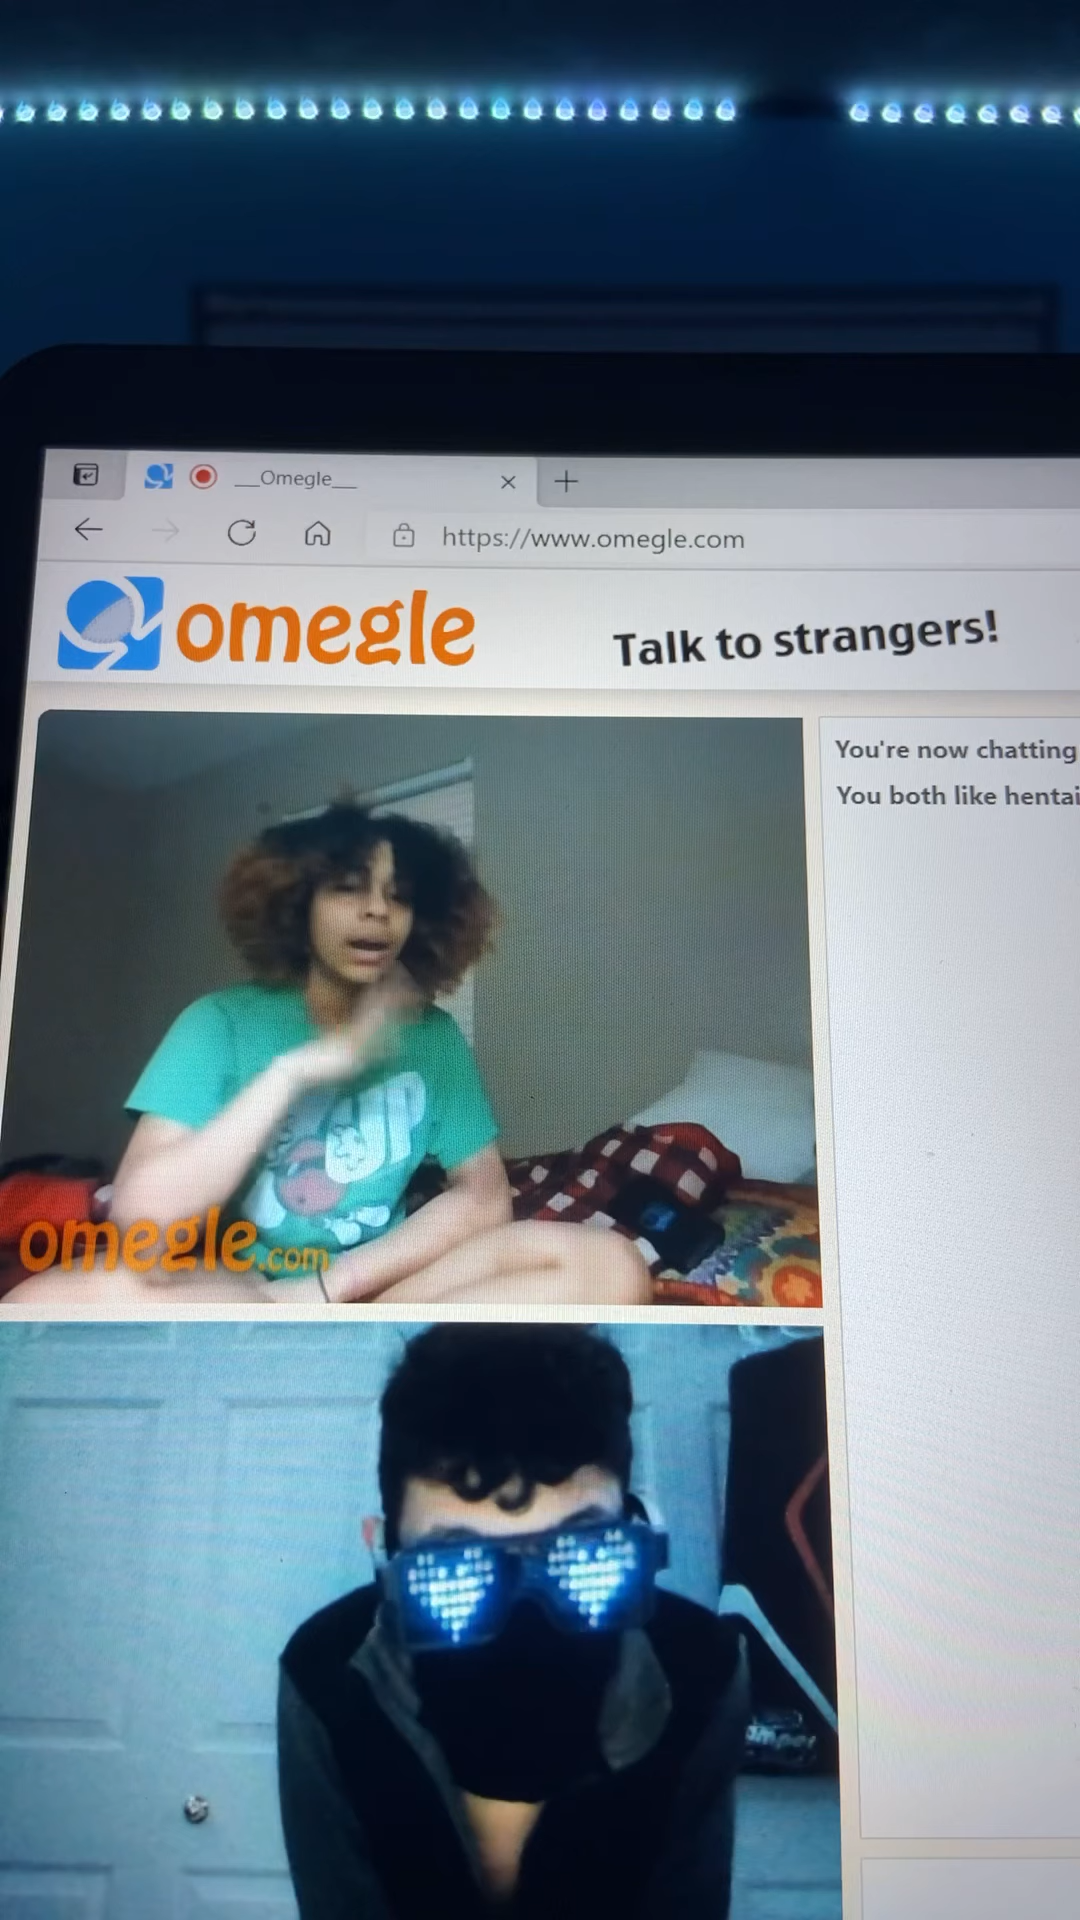 __Omegle__
https://www.omegle.com
omegle
Talk to strangers!
You're now chatting
You both like hentai
UP
omegle.com